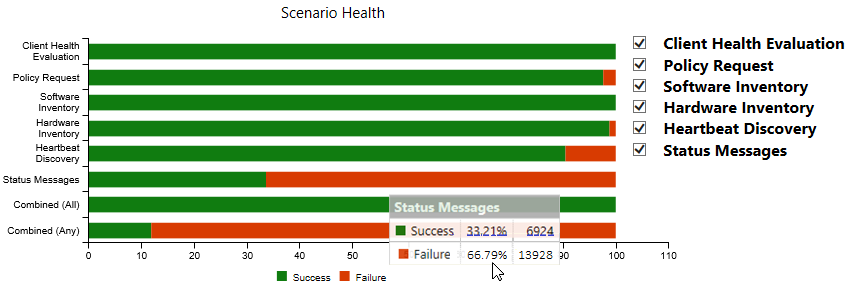 Scenario Health
Client Health
Evaluation
Policy Request
Software
Inventory
Hardware
Inventory
Heartbeat
Discovery
Status Messages
Combined (All)
Combined (Any)
0 10 20 30 40 50 90 100 110
Success Failure
Status Messages
Success 33.21% 6924
Failure 66.79% 13928
Client Health Evaluation
Policy Request
Software Inventory
Hardware Inventory
Heartbeat Discovery
Status Messages